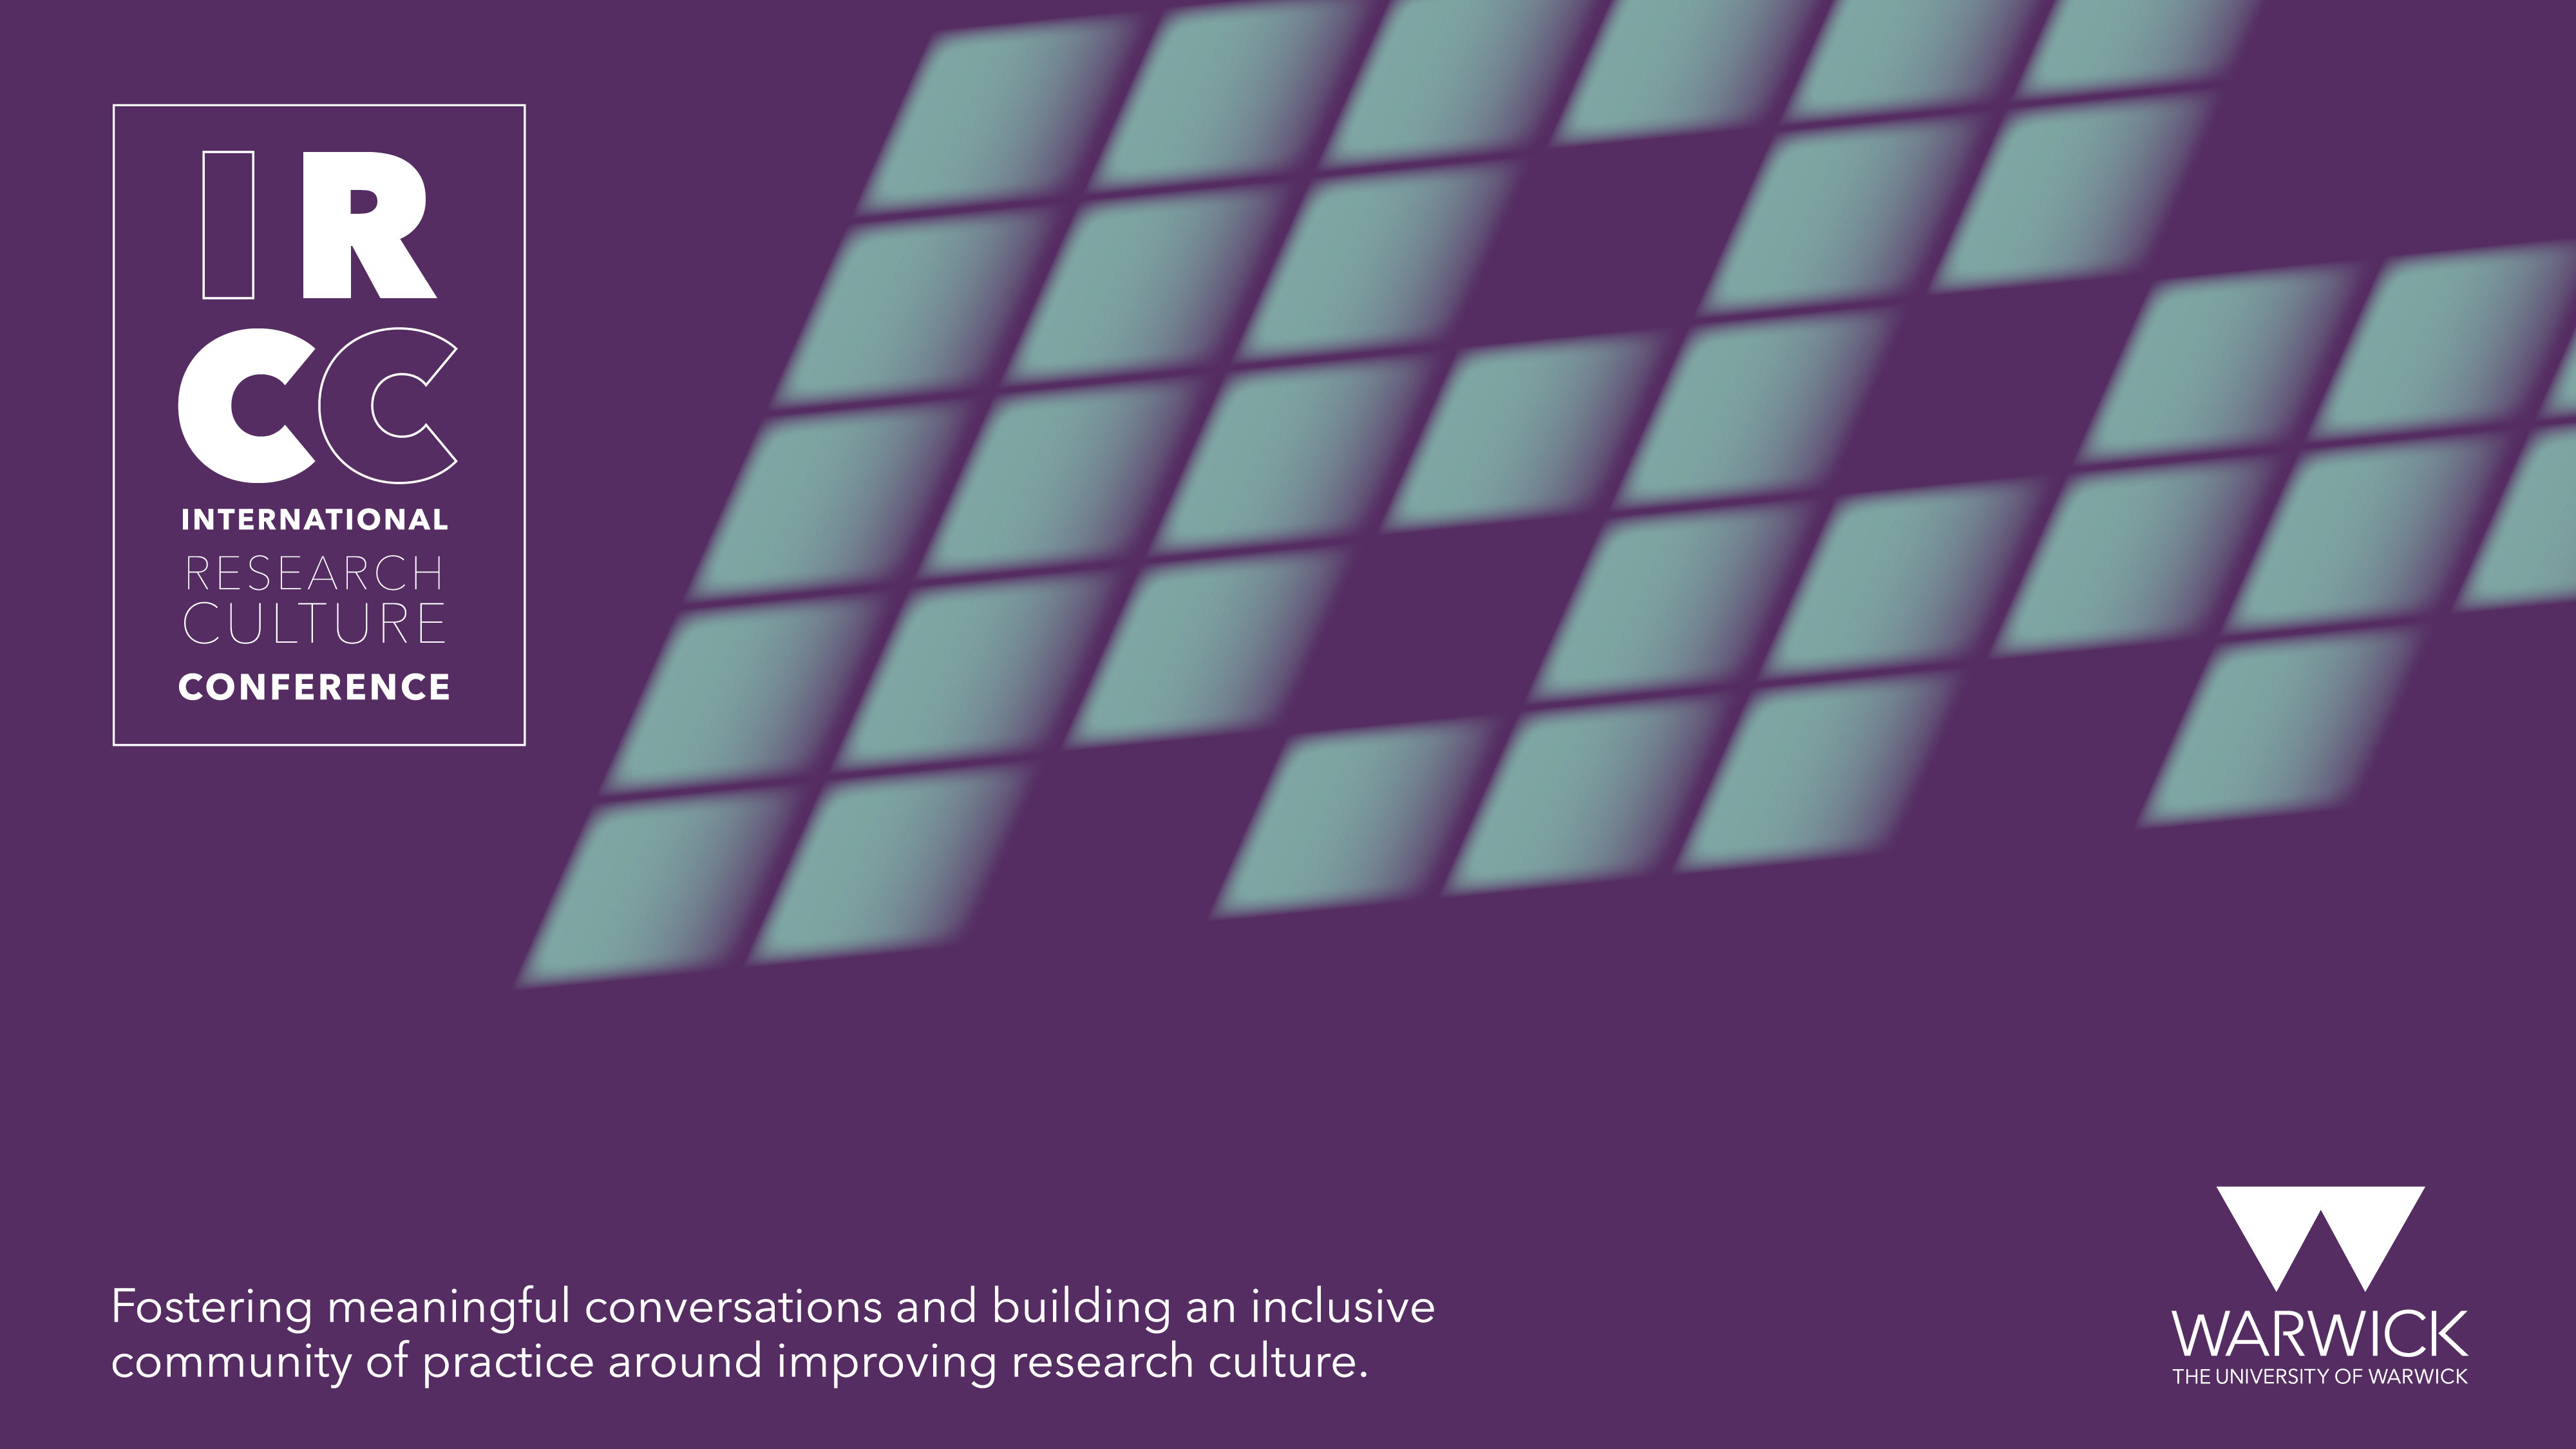 IR
CC
INTERNATIONAL
RESEARCH
CULTURE
CONFERENCE
Fostering meaningful conversations and building an inclusive
community of practice around improving research culture.
WARWICK
THE UNIVERSITY OF WARWICK